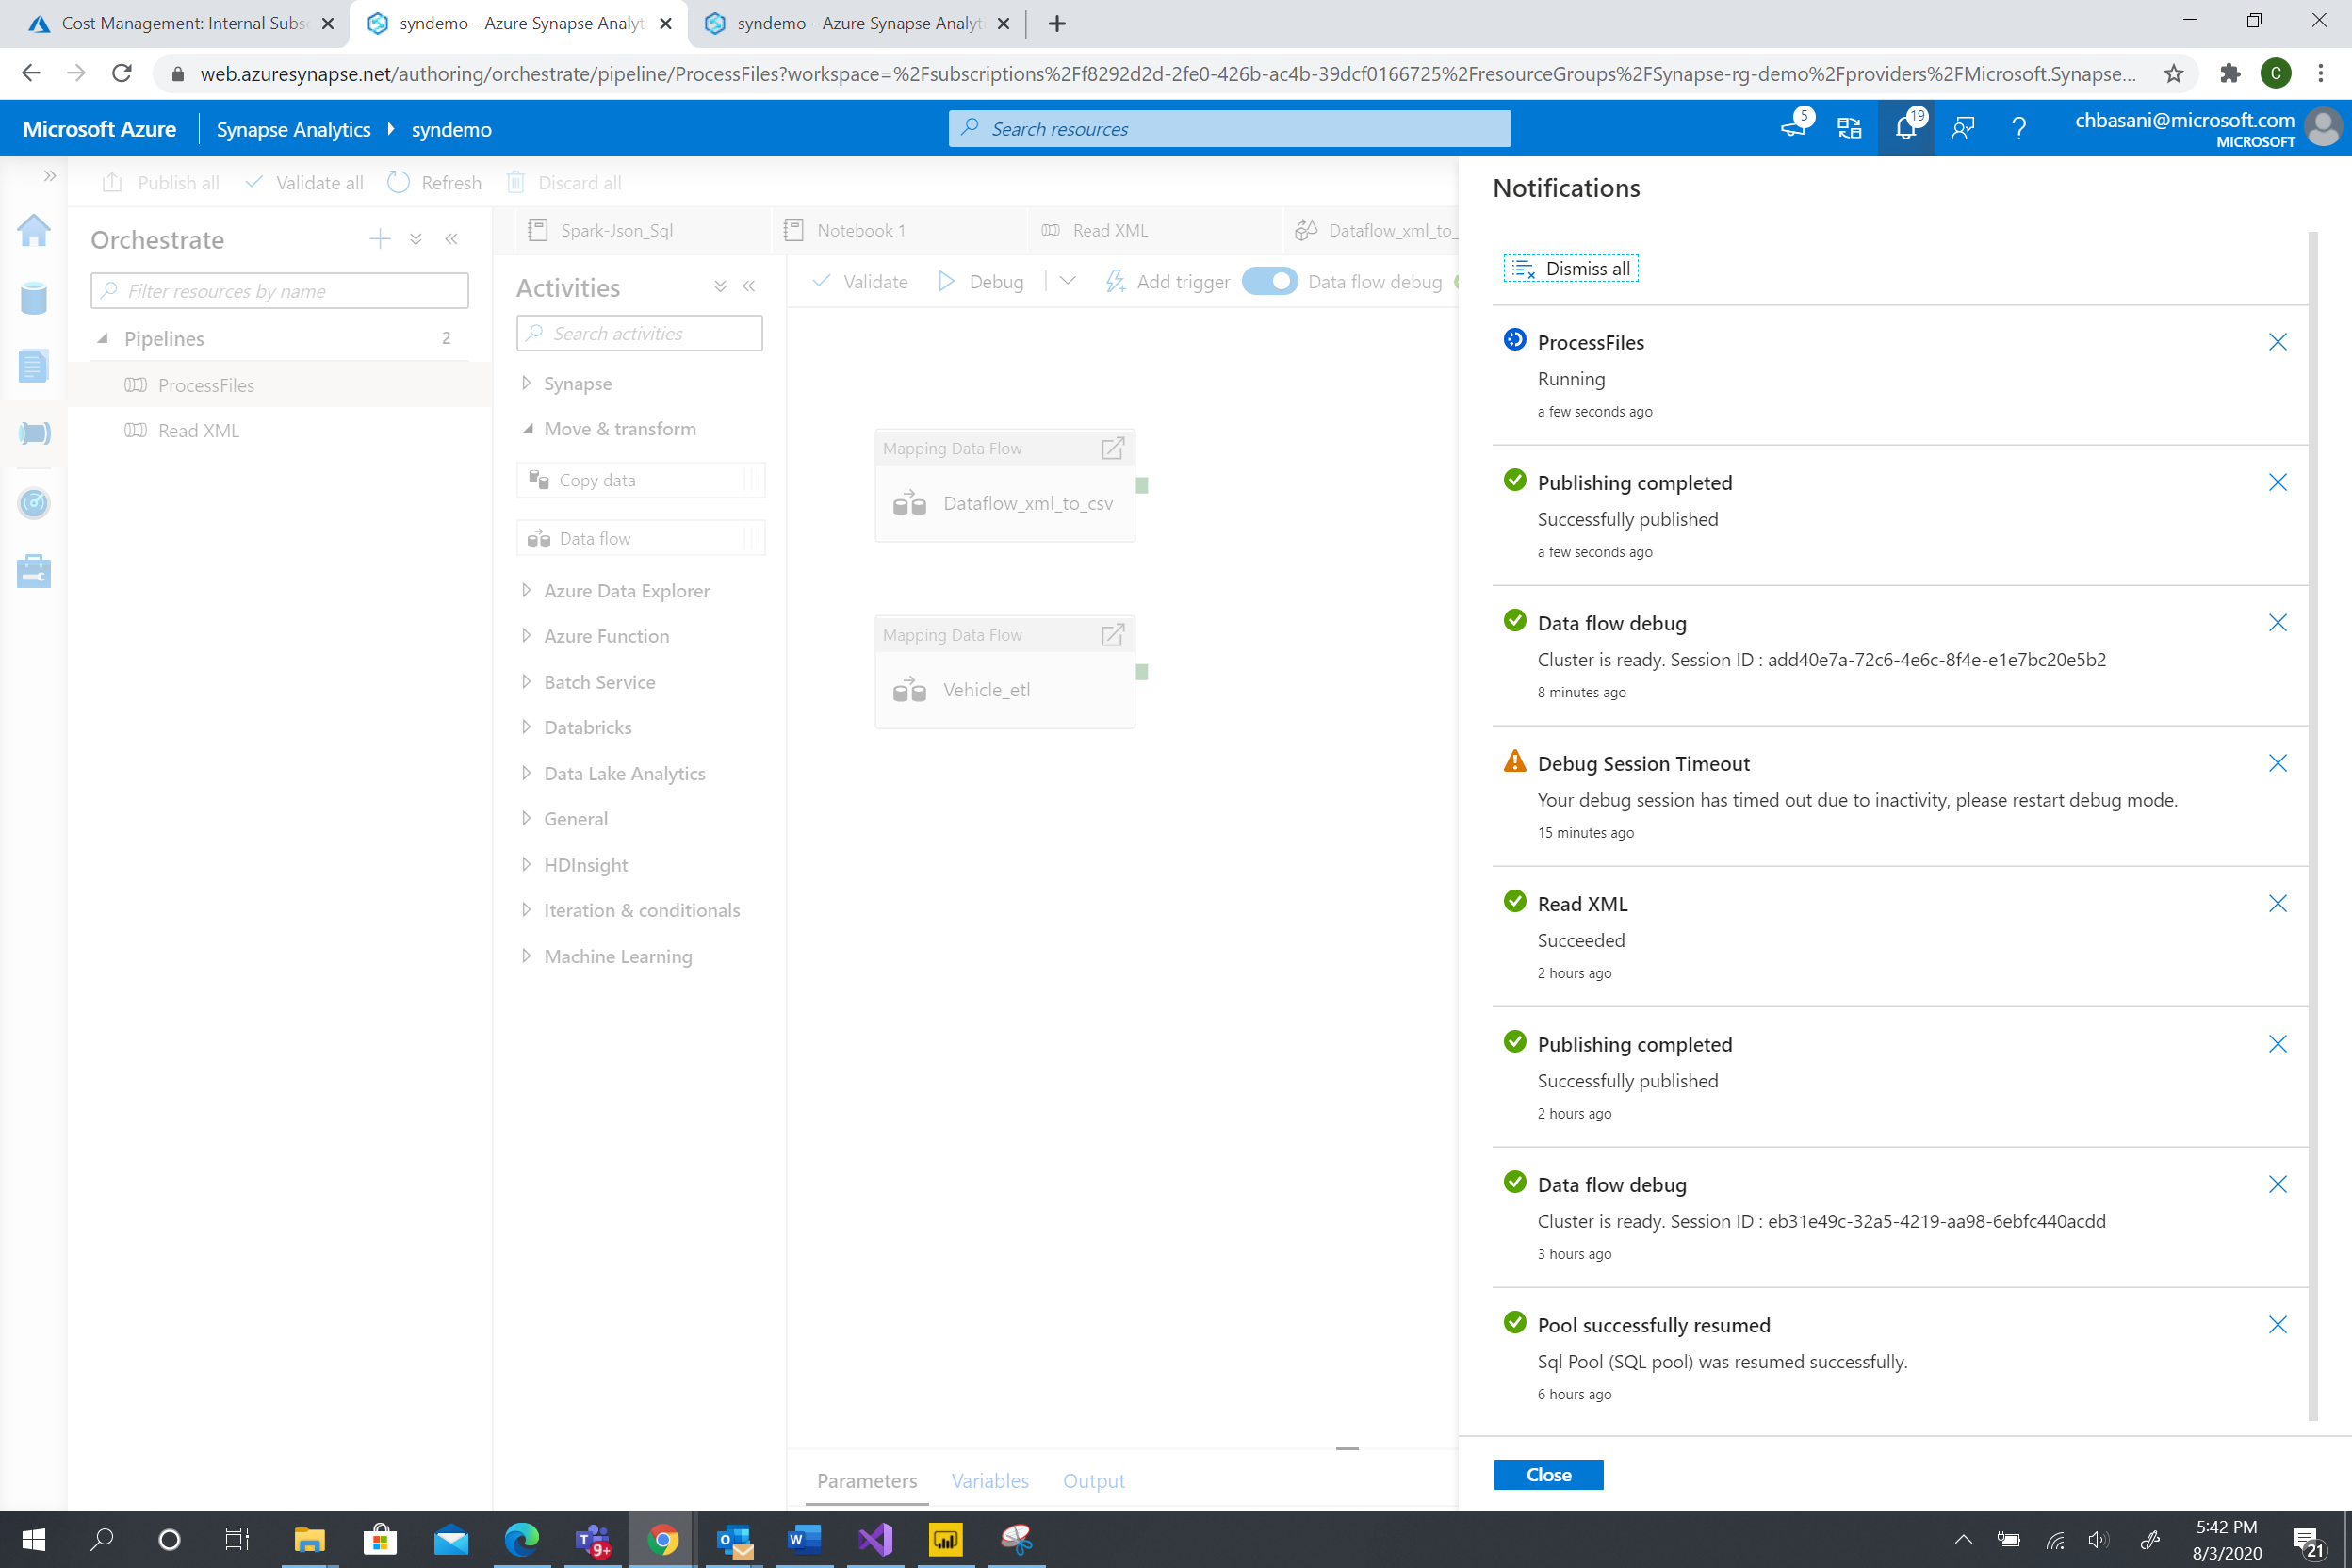 Cost Management: Internal Subs
syndemo - Azure Synapse Analyt
syndemo - Azure Synapse Analyt
web.azuresynapse.net/authoring/orchestrate/pipeline/ProcessFiles?workspace=%2Fsubscriptions%2Ff8292d2d-2fe0-426b-ac4b-39dcf0166725%2FresourceGroups%2FSynapse-rg-demo%2Fproviders%2FMicrosoft.Synapse...
C
Microsoft Azure
Synapse Analytics
syndemo
Search resources
5
19
chbasani@microsoft.com
MICROSOFT
Publish all
Validate all
Refresh
Discard all
Orchestrate
Filter resources by name
Pipelines
2
ProcessFiles
Read XML
Spark-Json_Sql
Notebook 1
Read XML
Dataflow_xml_to_
Activities
Search activities
Synapse
Move & transform
Copy data
Data flow
Azure Data Explorer
Azure Function
Batch Service
Databricks
Data Lake Analytics
General
HDInsight
Iteration & conditionals
Machine Learning
Validate
Debug
Add trigger
Data flow debug
Mapping Data Flow
Dataflow_xml_to_csv
Mapping Data Flow
Vehicle_etl
Parameters
Variables
Output
Notifications
Dismiss all
ProcessFiles
Running
a few seconds ago
Publishing completed
Successfully published
a few seconds ago
Data flow debug
Cluster is ready. Session ID : add40e7a-72c6-4e6c-8f4e-e1e7bc20e5b2
8 minutes ago
Debug Session Timeout
Your debug session has timed out due to inactivity, please restart debug mode.
15 minutes ago
Read XML
Succeeded
2 hours ago
Publishing completed
Successfully published
2 hours ago
Data flow debug
Cluster is ready. Session ID : eb31e49c-32a5-4219-aa98-6ebfc440acdd
3 hours ago
Pool successfully resumed
Sql Pool (SQL pool) was resumed successfully.
6 hours ago
Close
9+
5:42 PM
8/3/2020
21